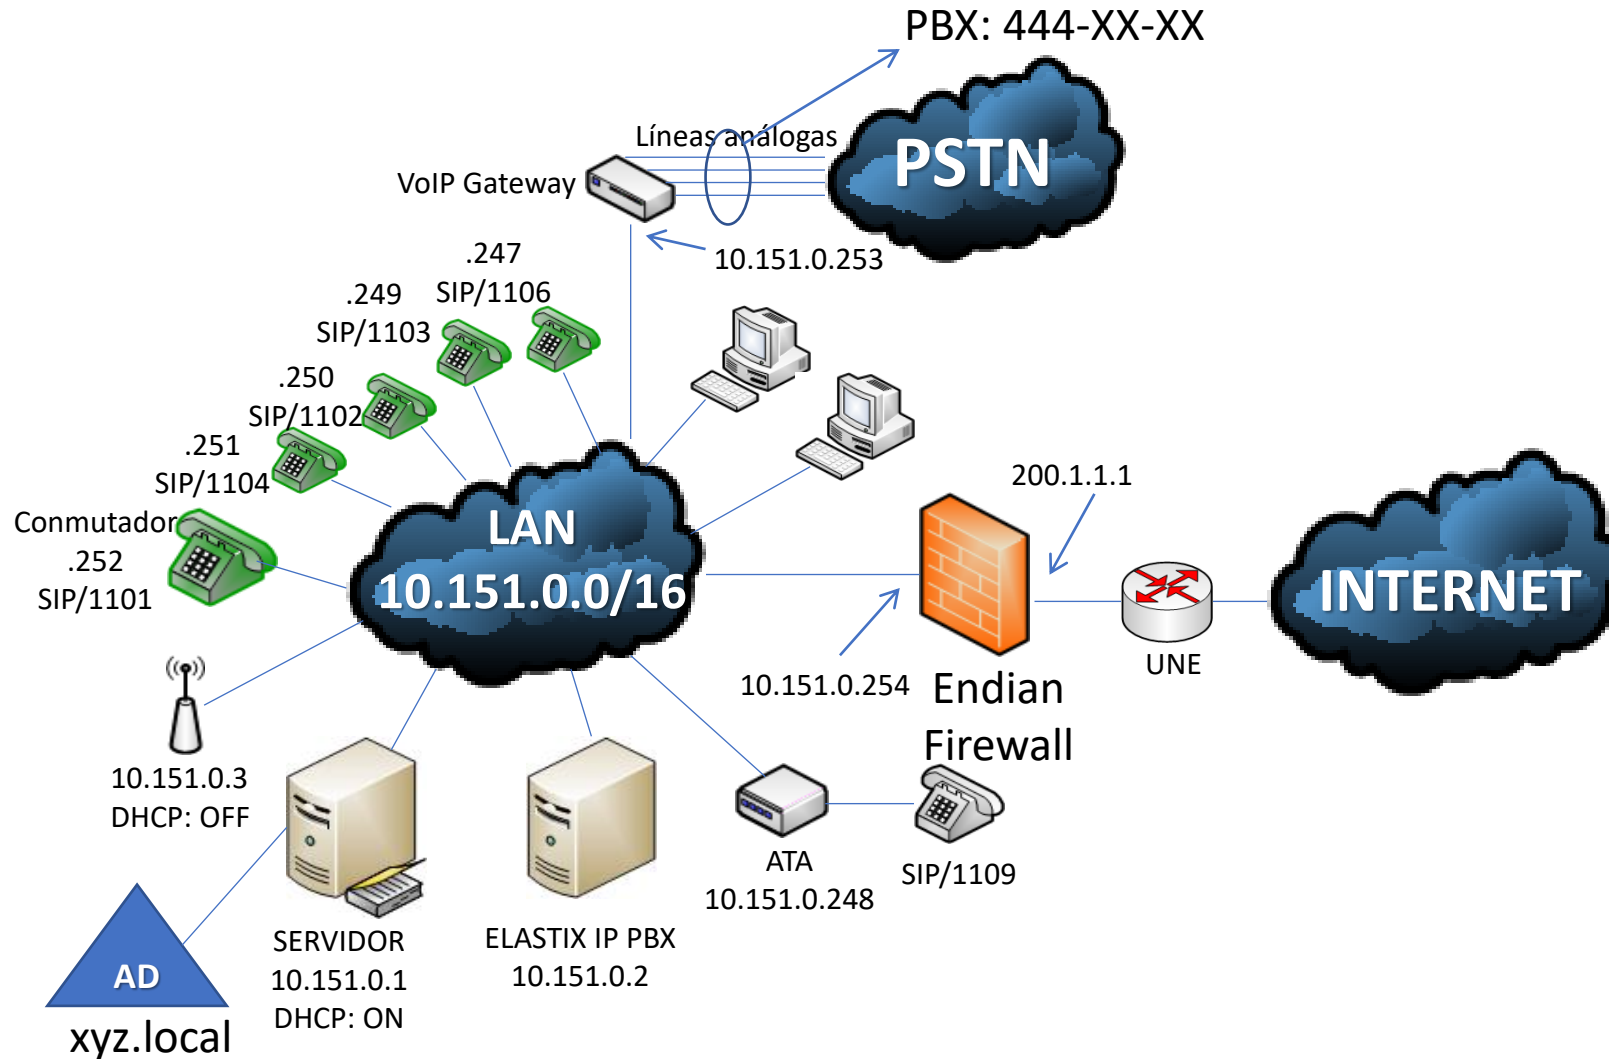 PBX: 444-XX-XX
Líneas análogas
PSTN
VoIP Gateway
10.151.0.253
.247
SIP/1106
.249
SIP/1103
.250
SIP/1102
.251
SIP/1104
Conmutador
.252
SIP/1101
LAN
10.151.0.0/16
200.1.1.1
INTERNET
UNE
10.151.0.254
Endian
Firewall
10.151.0.3
DHCP: OFF
ATA
10.151.0.248
SIP/1109
SERVIDOR
10.151.0.1
DHCP: ON
ELASTIX IP PBX
10.151.0.2
AD
xyz.local